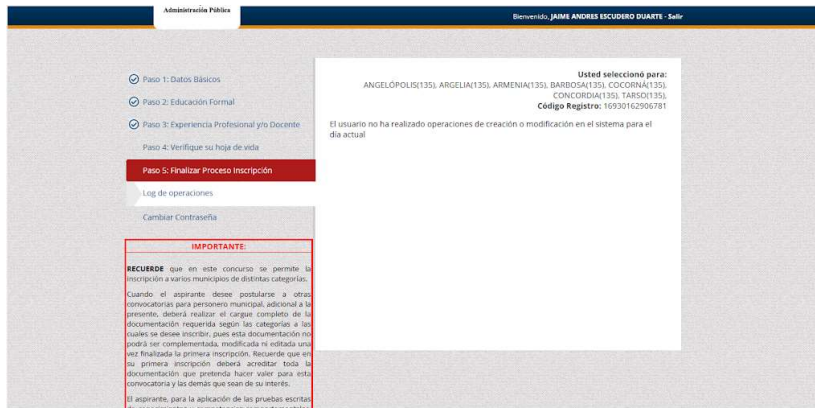 Administración Pública
Bienvenido, JAIME ANDRES ESCUDERO DUARTE - Salir
Paso 1: Datos Básicos
Paso 2: Educación Formal
Paso 3: Experiencia Profesional y/o Docente
Paso 4: Verifique su hoja de vida
Paso 5: Finalizar Proceso Inscripción
Log de operaciones
Cambiar Contraseña
IMPORTANTE:
RECUERDE que en este concurso se permite la
inscripción a varios municipios de distintas categorías.
Cuando el aspirante desee postularse a otras
convocatorias para personero municipal, adicional a la
presente, deberá realizar el cargue completo de la
documentación requerida según las categorías a las
cuales se desee inscribir, pues esta documentación no
podrá ser complementada, modificada ni editada una
vez finalizada la primera inscripción. Recuerde que en
su primera inscripción deberá acreditar toda la
documentación que pretenda hacer valer para esta
convocatoria y las demás que sean de su interés.
El aspirante, para la aplicación de las pruebas escritas
Usted seleccionó para:
ANGELÓPOLIS(135), ARGELIA(135), ARMENIA(135), BARBOSA(135), COCORNÁ(135),
CONCORDIA(135), TARSO(135),
Código Registro: 16930162906781
El usuario no ha realizado operaciones de creación o modificación en el sistema para el
día actual